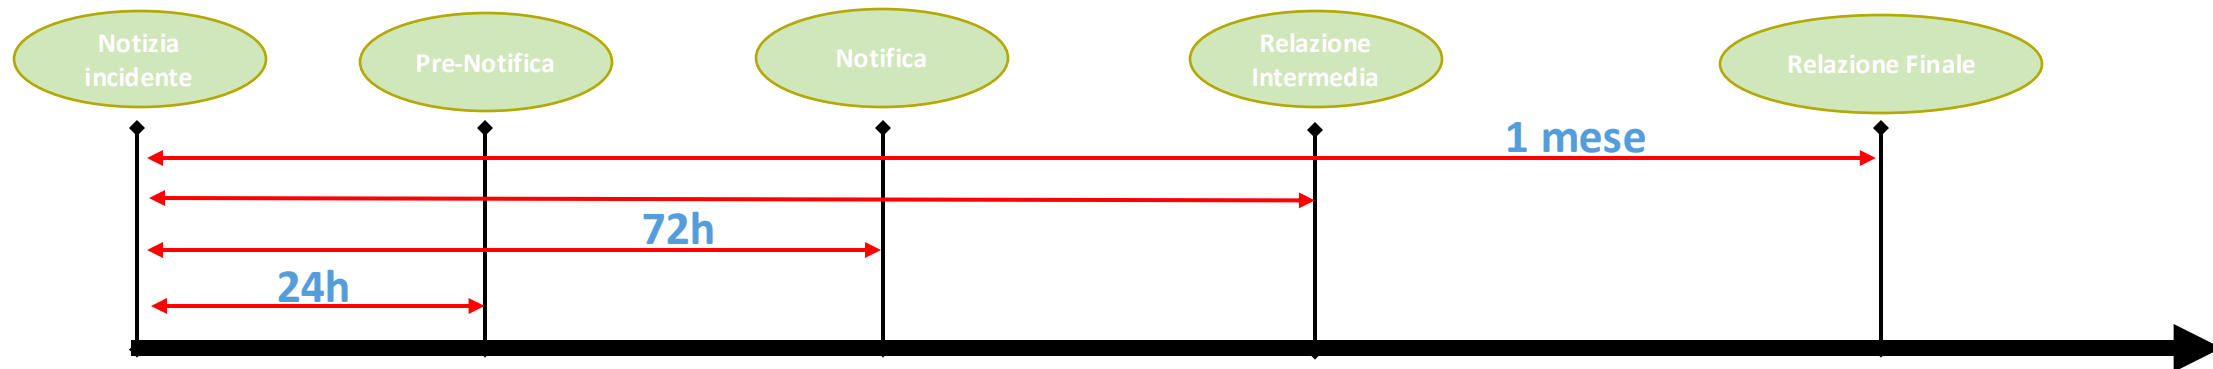 Notizia
incidente
Pre-Notifica
Notifica
Relazione
Intermedia
Relazione Finale
1 mese
72h
24h